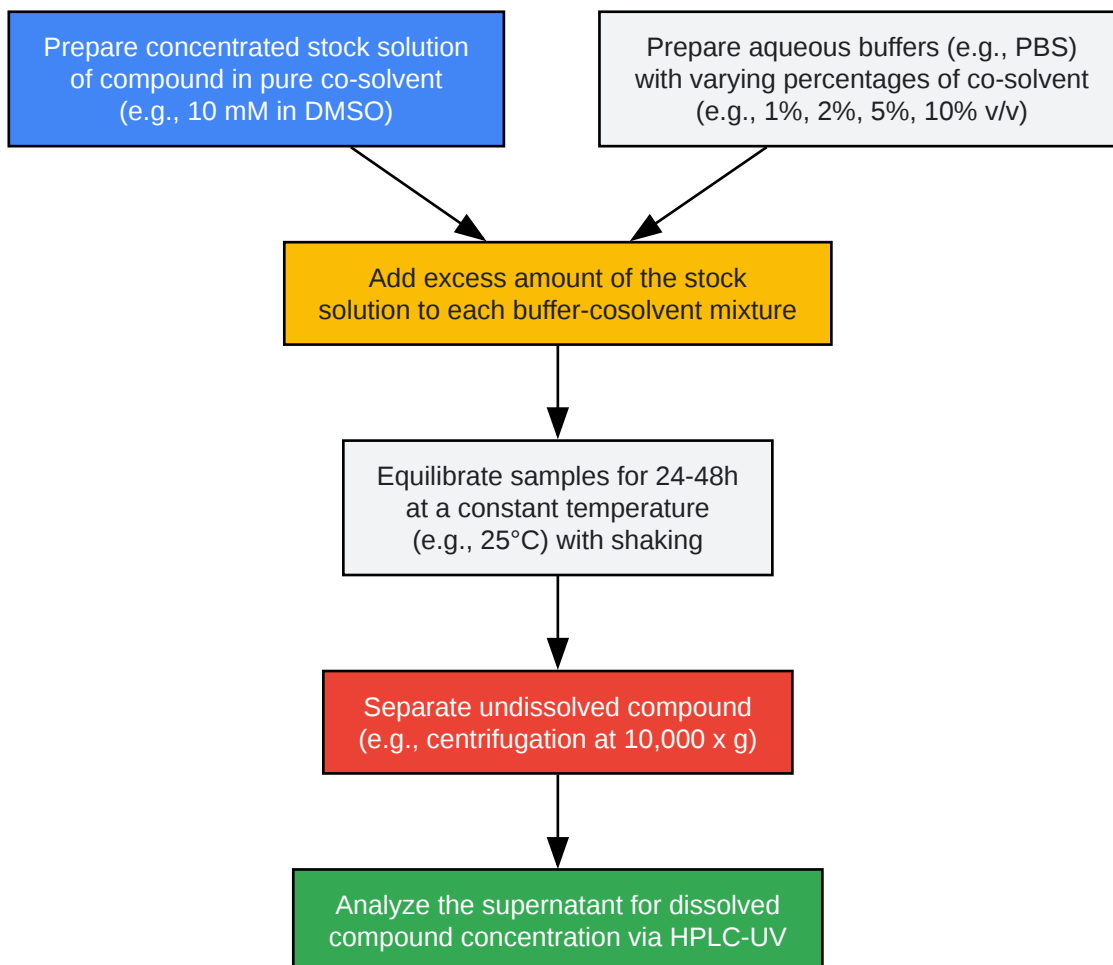 Prepare concentrated stock solution
of compound in pure co-solvent
(e.g., 10 mM in DMSO)
Prepare aqueous buffers (e.g., PBS)
with varying percentages of co-solvent
(e.g., 1%, 2%, 5%, 10% v/v)
Add excess amount of the stock
solution to each buffer-cosolvent mixture
Equilibrate samples for 24-48h
at a constant temperature
(e.g., 25°C) with shaking
Separate undissolved compound
(e.g., centrifugation at 10,000 x g)
Analyze the supernatant for dissolved
compound concentration via HPLC-UV